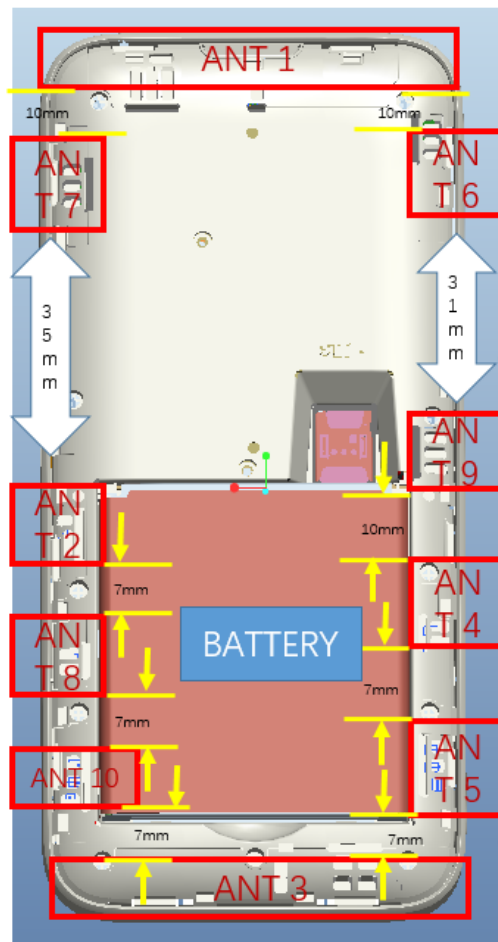 ANT 1
10mm
10mm
AN
T 7
AN
T 6
3
5
m
m
3
1
m
m
AN
T 9
AN
T 2
10mm
7mm
AN
T 4
BATTERY
AN
T 8
7mm
7mm
AN
T 5
ANT 10
7mm
7mm
ANT 3